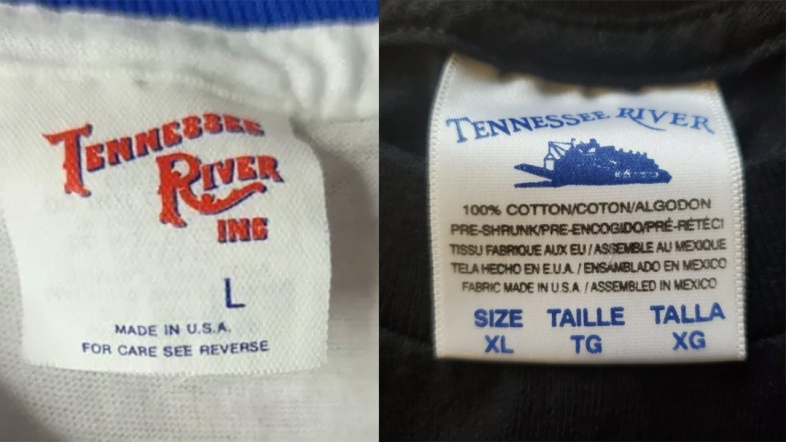 TENNESSEE
RIVER
INC
L
MADE IN U.S.A.
FOR CARE SEE REVERSE
TENNESSEE RIVER
100% COTTON/COTON/ALGODON
PRE-SHRUNK/PRE-ENCOGIDO/PRÉ-RÉTÉCI
TISSU FABRIQUE AUX EU / ASSEMBLE AU MEXIQUE
TELA HECHO EN E.U.A. / ENSAMBLADO EN MEXICO
FABRIC MADE IN U.S.A. / ASSEMBLED IN MEXICO
SIZE TAILLE TALLA
XL TG XG